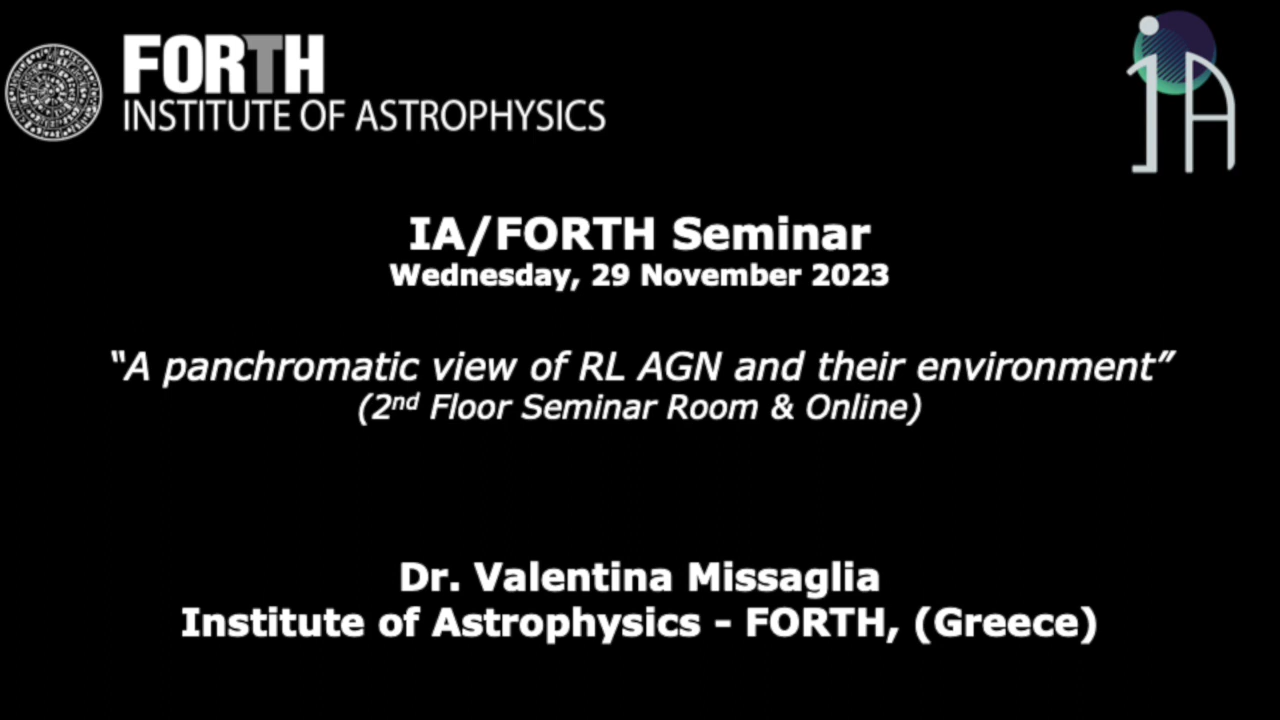 FORTH
INSTITUTE OF ASTROPHYSICS
IA
IA/FORTH Seminar
Wednesday, 29 November 2023
“A panchromatic view of RL AGN and their environment”
(2nd Floor Seminar Room & Online)
Dr. Valentina Missaglia
Institute of Astrophysics - FORTH, (Greece)